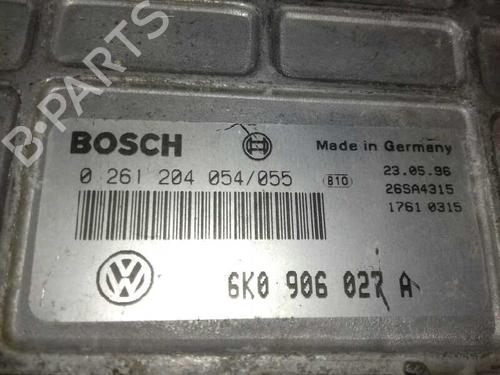 B-PARTS
BOSCH
Made in Germany
0 261 204 054/055
B10
23.05.96
26SA4315
1761 0315
VW
6K0 906 027 A